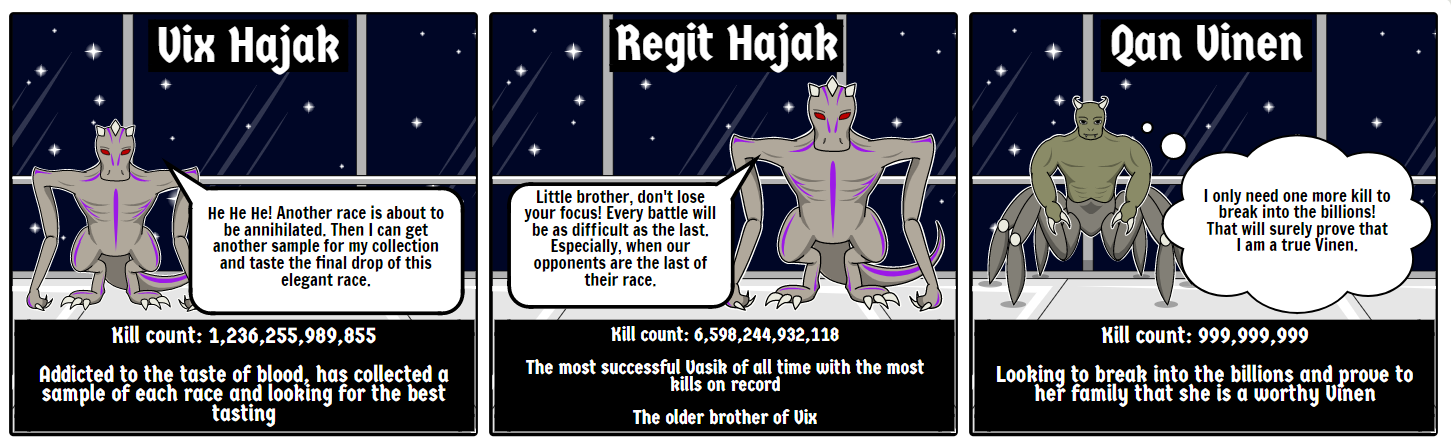 Vix Hajak
He He He! Another race is about to
be annihilated. Then I can get
another sample for my collection
and taste the final drop of this
elegant race.
Kill count: 1,236,255,989,855
Addicted to the taste of blood, has collected a
sample of each race and looking for the best
tasting
Regit Hajak
Little brother, don't lose
your focus! Every battle will
be as difficult as the last.
Especially, when our
opponents are the last of
their race.
Kill count: 6,598,244,932,118
The most successful Vasik of all time with the most
kills on record
The older brother of Vix
Qan Vinen
I only need one more kill to
break into the billions!
That will surely prove that
I am a true Vinen.
Kill count: 999,999,999
Looking to break into the billions and prove to
her family that she is a worthy Vinen